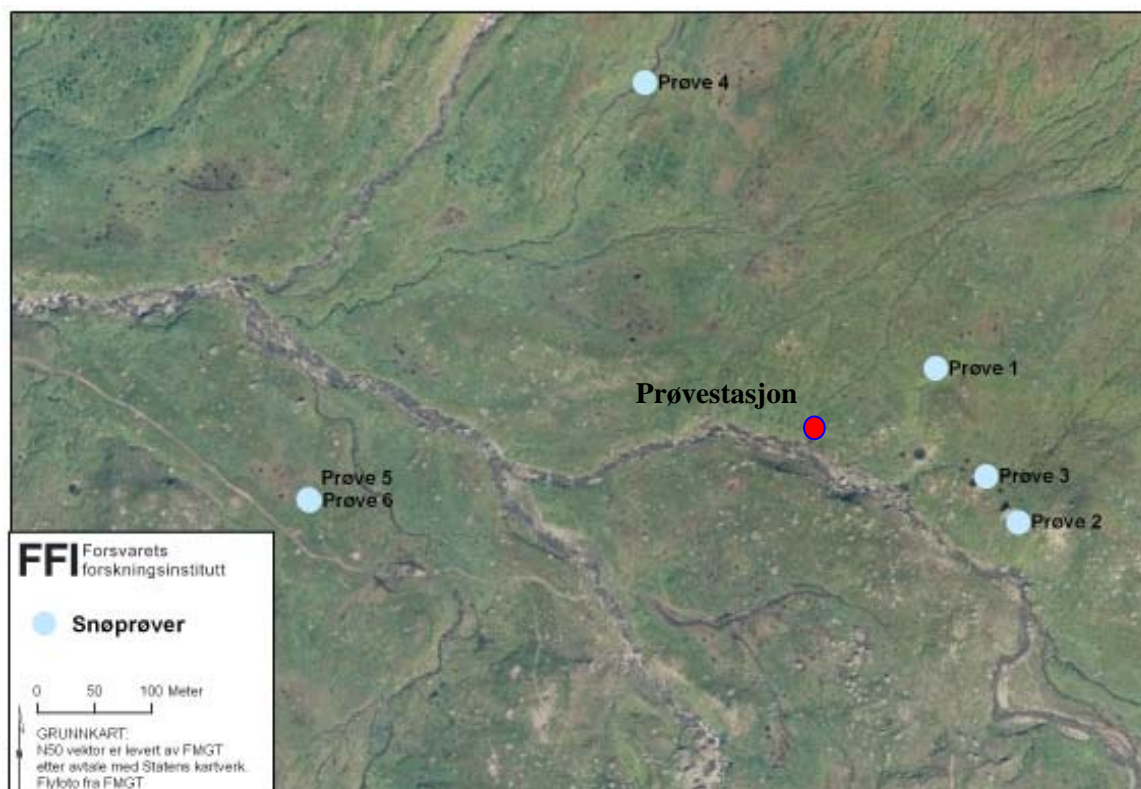 Prøve 4
Prøve 1
Prøvestasjon
Prøve 3
Prøve 5
Prøve 6
Prøve 2
FFI Forsvarets
forskningsinstitutt
Snøprøver
0 50 100 Meter
GRUNNKART:
N50 vektor er levert av FMGT
etter avtale med Statens kartverk.
Flyfoto fra FMGT